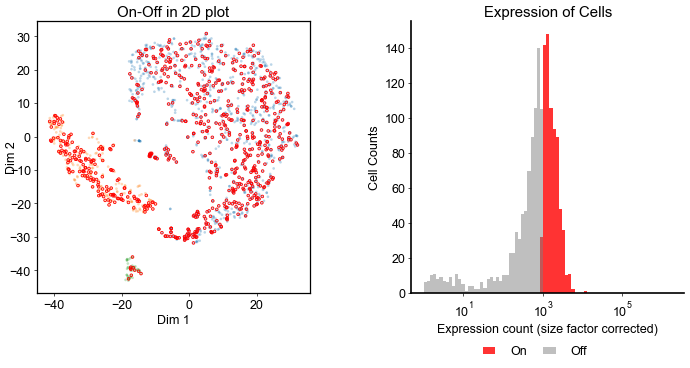 On-Off in 2D plot
30
20
10
0
−10
−20
−30
−40
Dim 2
−40
−20
0
20
Dim 1
Expression of Cells
140
120
100
80
60
40
20
0
Cell Counts
10^1
10^3
10^5
Expression count (size factor corrected)
On
Off